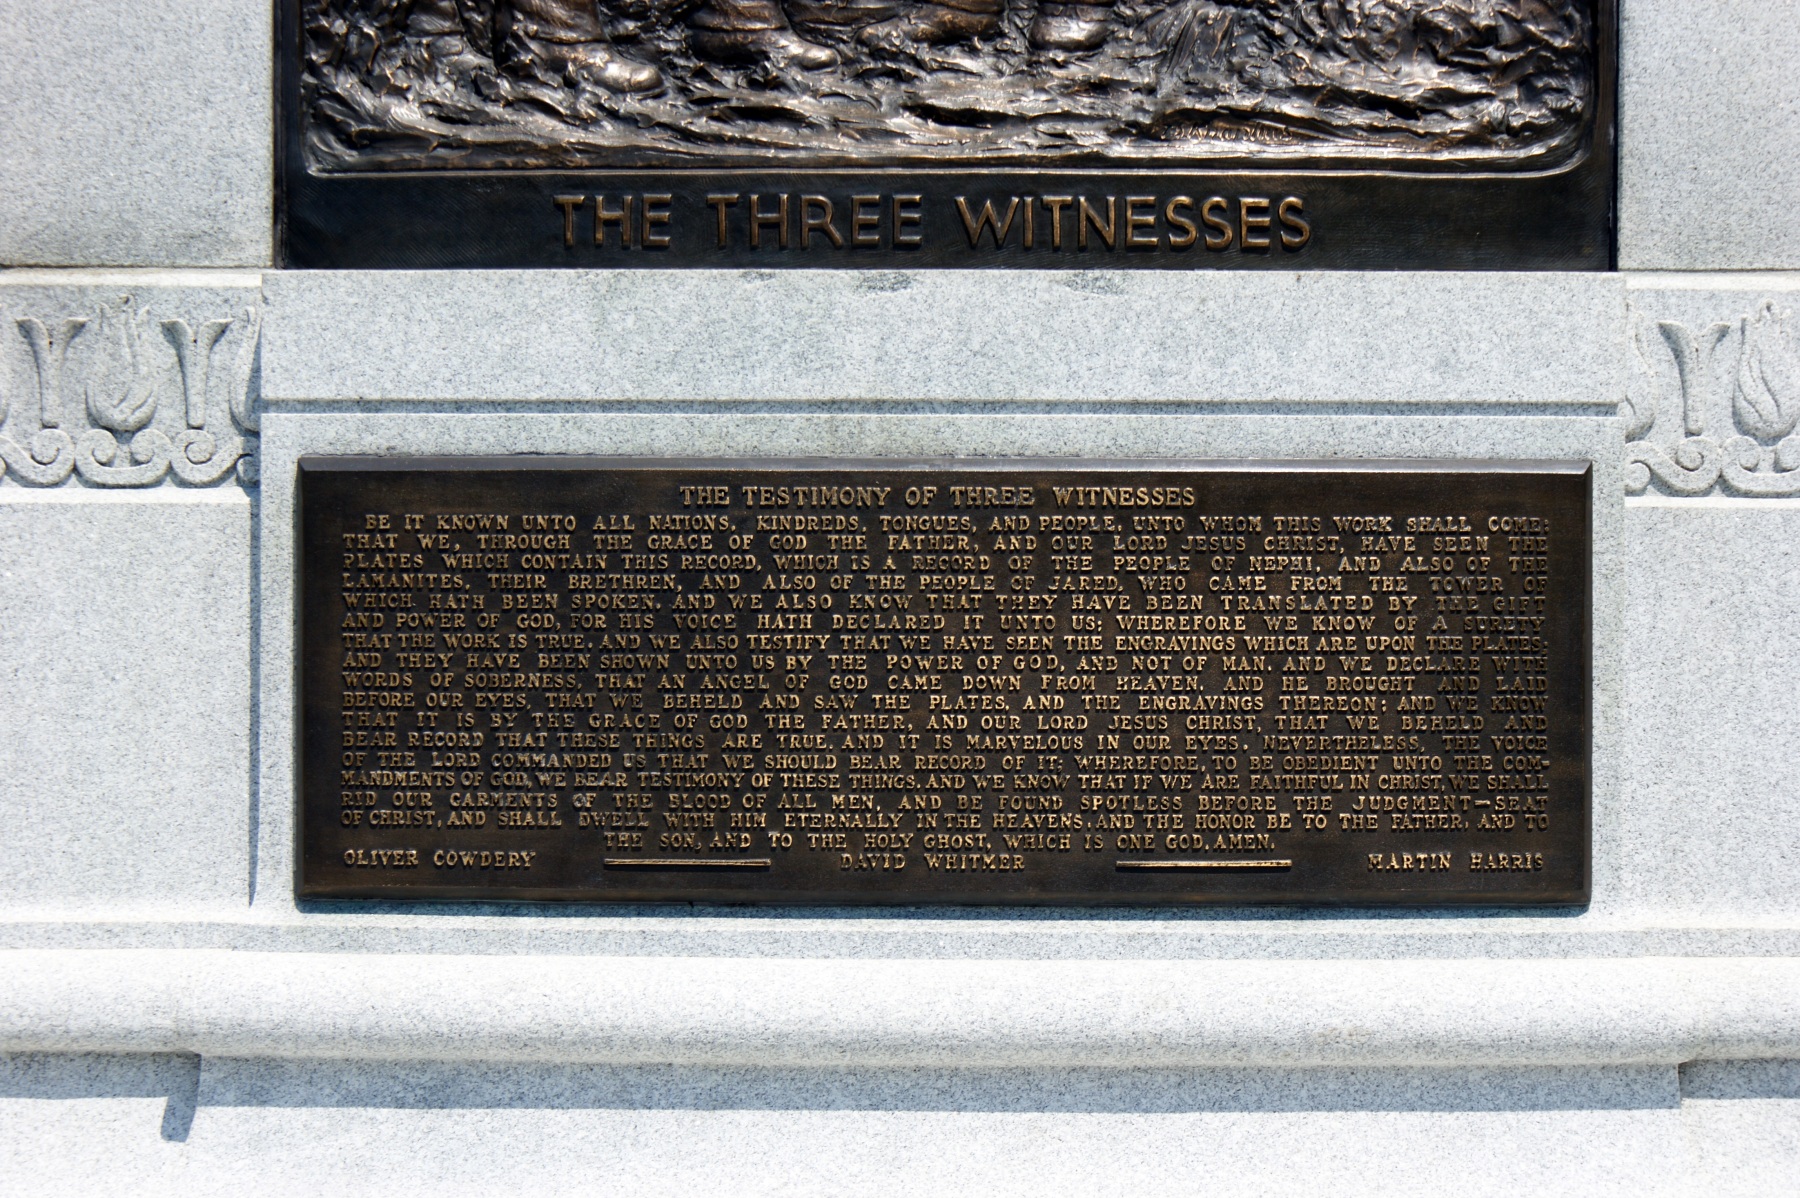 THE THREE WITNESSES
THE TESTIMONY OF THREE WITNESSES
BE IT KNOWN UNTO ALL NATIONS, KINDREDS, TONGUES, AND PEOPLE, UNTO WHOM THIS WORK SHALL COME:
THAT WE, THROUGH THE GRACE OF GOD THE FATHER, AND OUR LORD JESUS CHRIST, HAVE SEEN THE
PLATES WHICH CONTAIN THIS RECORD, WHICH IS A RECORD OF THE PEOPLE OF NEPHI, AND ALSO OF THE
LAMANITES, THEIR BRETHREN, AND ALSO OF THE PEOPLE OF JARED, WHO CAME FROM THE TOWER OF
WHICH HATH BEEN SPOKEN. AND WE ALSO KNOW THAT THEY HAVE BEEN TRANSLATED BY THE GIFT
AND POWER OF GOD, FOR HIS VOICE HATH DECLARED IT UNTO US; WHEREFORE WE KNOW OF A SURETY
THAT THE WORK IS TRUE. AND WE ALSO TESTIFY THAT WE HAVE SEEN THE ENGRAVINGS WHICH ARE UPON THE PLATES;
AND THEY HAVE BEEN SHOWN UNTO US BY THE POWER OF GOD, AND NOT OF MAN. AND WE DECLARE WITH
WORDS OF SOBERNESS, THAT AN ANGEL OF GOD CAME DOWN FROM HEAVEN, AND HE BROUGHT AND LAID
BEFORE OUR EYES, THAT WE BEHELD AND SAW THE PLATES, AND THE ENGRAVINGS THEREON; AND WE KNOW
THAT IT IS BY THE GRACE OF GOD THE FATHER, AND OUR LORD JESUS CHRIST, THAT WE BEHELD AND
BEAR RECORD THAT THESE THINGS ARE TRUE. AND IT IS MARVELOUS IN OUR EYES. NEVERTHELESS, THE VOICE
OF THE LORD COMMANDED US THAT WE SHOULD BEAR RECORD OF IT; WHEREFORE, TO BE OBEDIENT UNTO THE COM-
MANDMENTS OF GOD, WE BEAR TESTIMONY OF THESE THINGS. AND WE KNOW THAT IF WE ARE FAITHFUL IN CHRIST, WE SHALL
RID OUR GARMENTS OF THE BLOOD OF ALL MEN, AND BE FOUND SPOTLESS BEFORE THE JUDGMENT-SEAT
OF CHRIST, AND SHALL DWELL WITH HIM ETERNALLY IN THE HEAVENS. AND THE HONOR BE TO THE FATHER, AND TO
THE SON, AND TO THE HOLY GHOST, WHICH IS ONE GOD. AMEN.
OLIVER COWDERY DAVID WHITMER MARTIN HARRIS